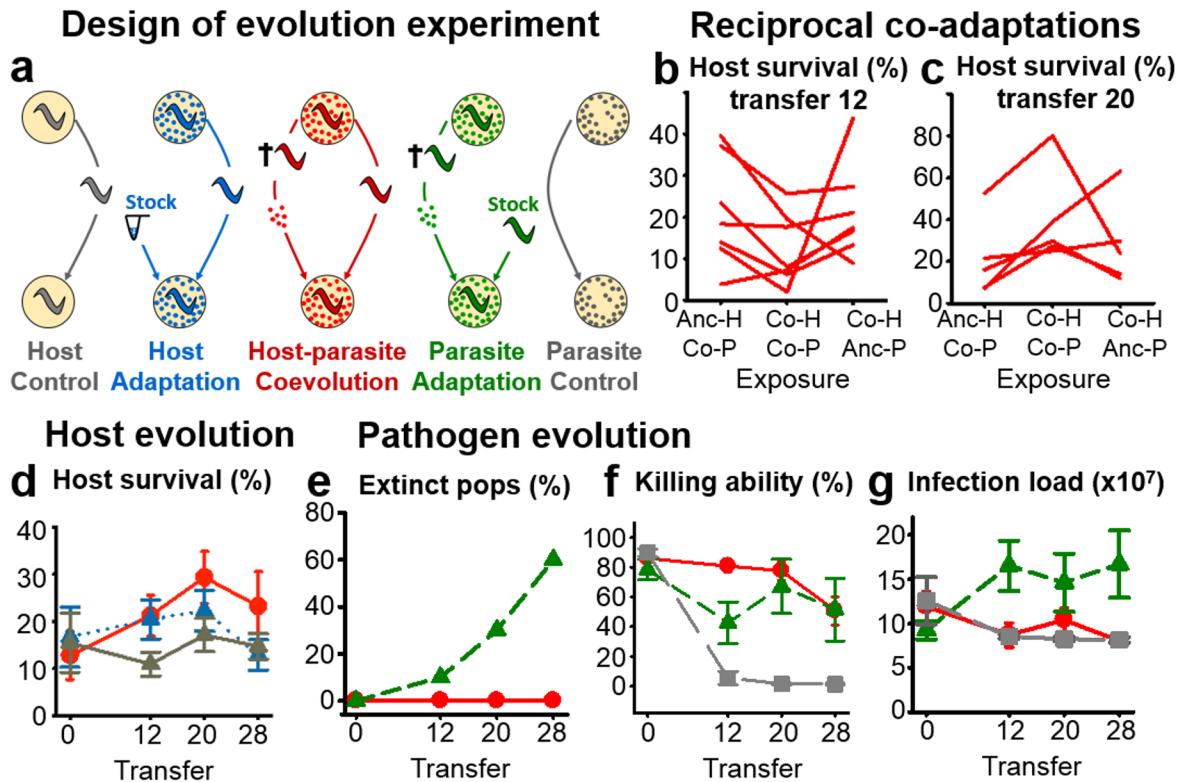 Design of evolution experiment
Reciprocal co-adaptations
a
Stock
Stock
Host
Control
Host
Adaptation
Host-parasite
Coevolution
Parasite
Adaptation
Parasite
Control
b Host survival (%)
transfer 12
40
30
20
10
0
Anc-H Co-H Co-H
Co-P Co-P Anc-P
Exposure
c Host survival (%)
transfer 20
80
60
40
20
0
Anc-H Co-H Co-H
Co-P Co-P Anc-P
Exposure
Host evolution
Pathogen evolution
d Host survival (%)
40
30
20
10
0
0 12 20 28
Transfer
e Extinct pops (%)
80
60
40
20
0
0 12 20 28
Transfer
f Killing ability (%)
100
80
60
40
20
0
0 12 20 28
Transfer
g Infection load (x10⁷)
20
15
10
5
0
0 12 20 28
Transfer